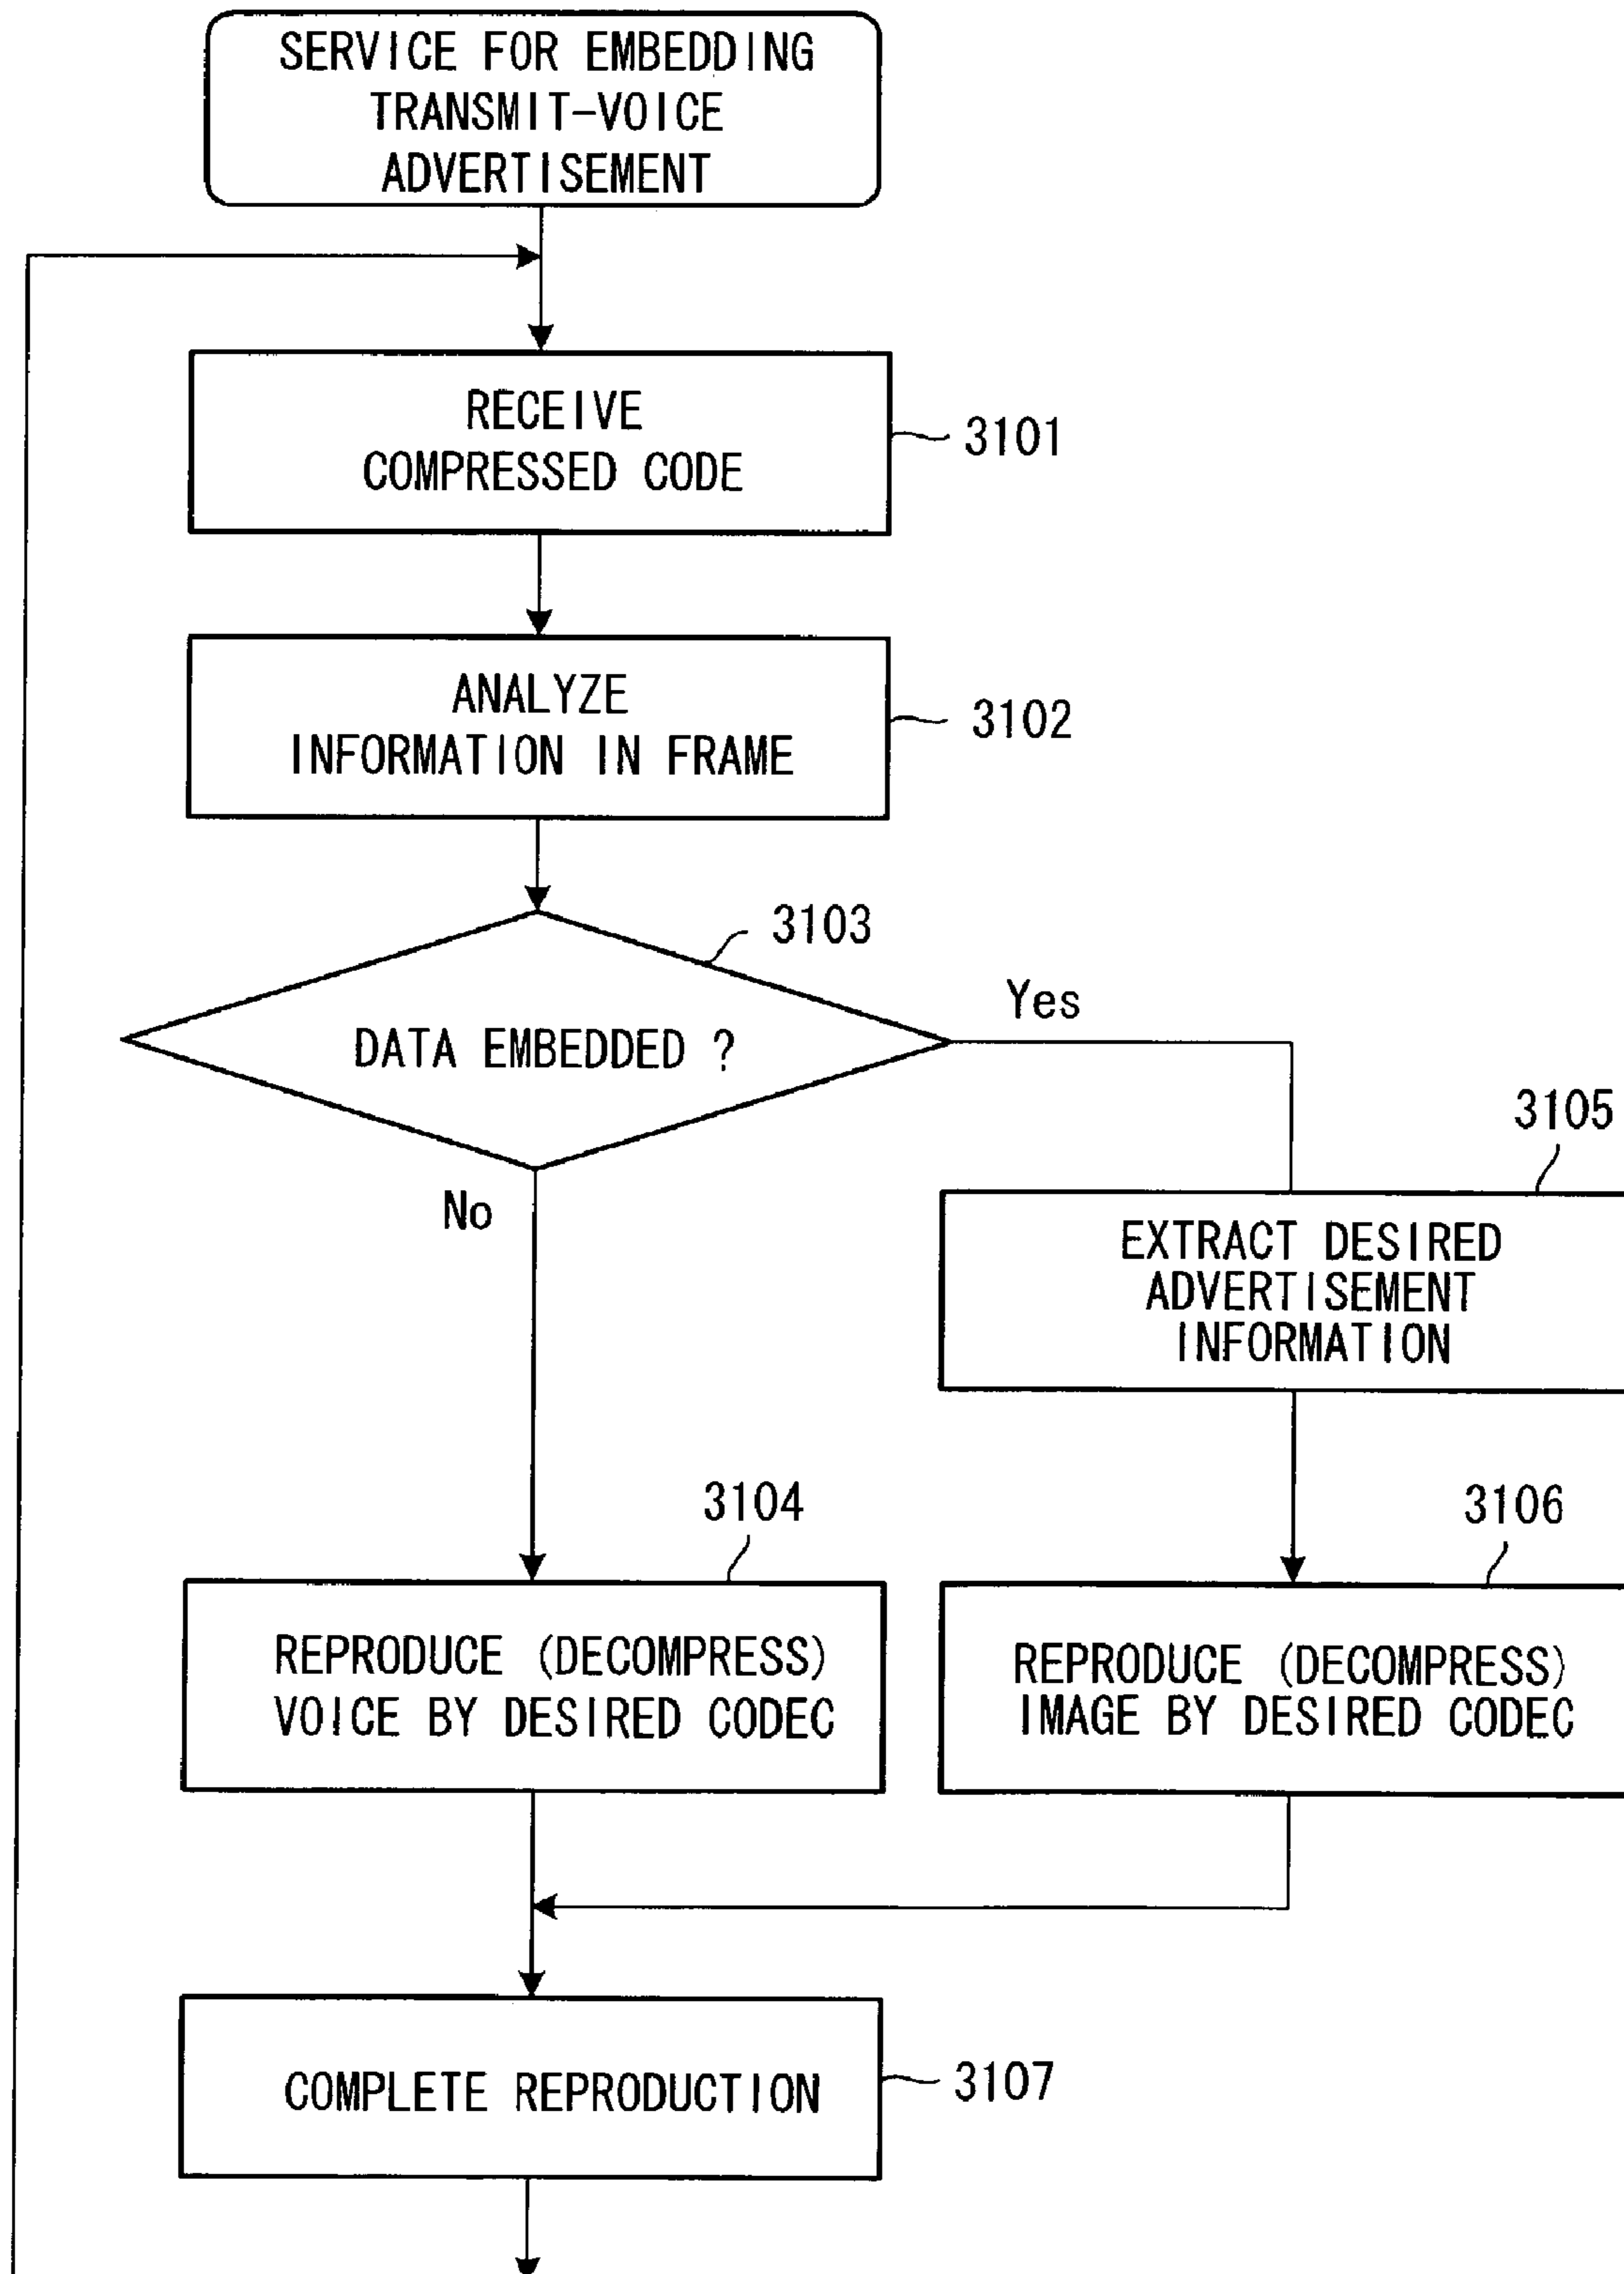 SERVICE FOR EMBEDDING
TRANSMIT-VOICE
ADVERTISEMENT
RECEIVE
COMPRESSED CODE
3101
ANALYZE
INFORMATION IN FRAME
3102
3103
DATA EMBEDDED ?
Yes
No
3105
EXTRACT DESIRED
ADVERTISEMENT
INFORMATION
3104
REPRODUCE (DECOMPRESS)
VOICE BY DESIRED CODEC
3106
REPRODUCE (DECOMPRESS)
IMAGE BY DESIRED CODEC
COMPLETE REPRODUCTION
3107